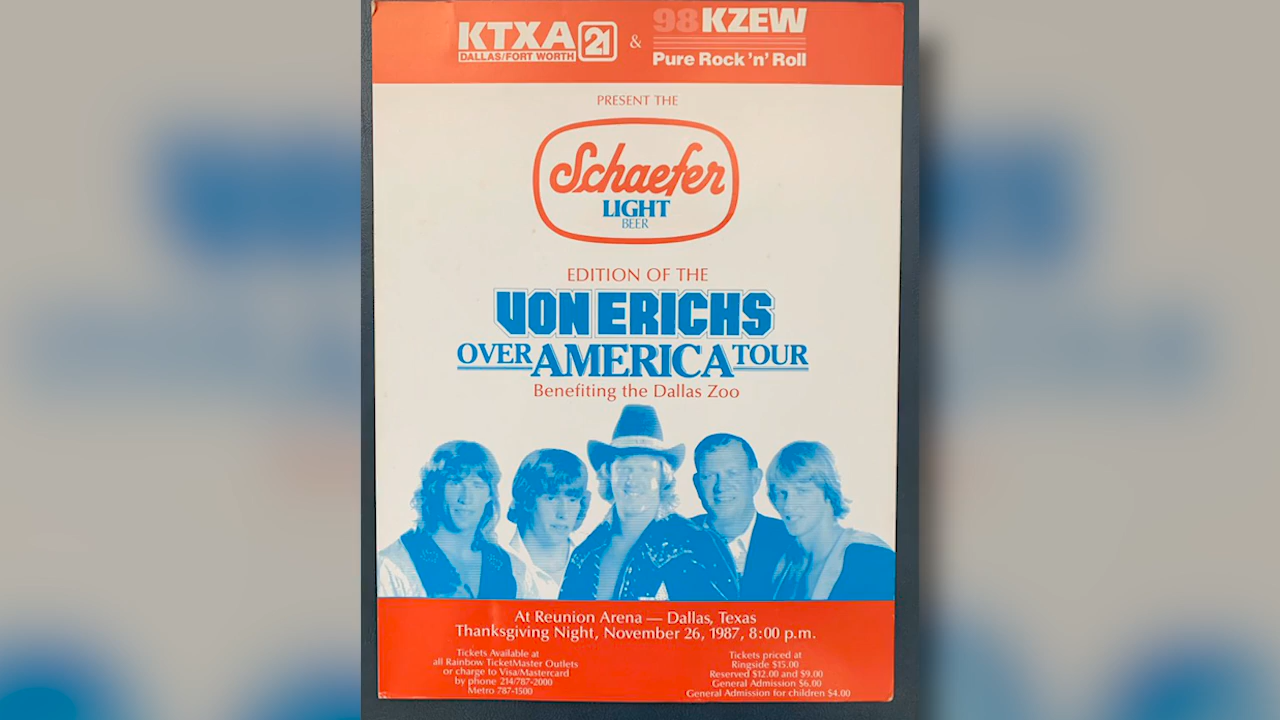 KTXA 21
DALLAS/FORT WORTH
&
98 KZEW
Pure Rock 'n' Roll
PRESENT THE
Schaefer
LIGHT
BEER
EDITION OF THE
VON ERICHS
OVER AMERICA TOUR
Benefiting the Dallas Zoo
At Reunion Arena — Dallas, Texas
Thanksgiving Night, November 26, 1987, 8:00 p.m.
Tickets Available at
all Rainbow TicketMaster Outlets
or charge to Visa/Mastercard
by phone 214/787-2000
Metro 787-1500
Tickets priced at
Ringside $15.00
Reserved $12.00 and $9.00
General Admission $6.00
General Admission for children $4.00